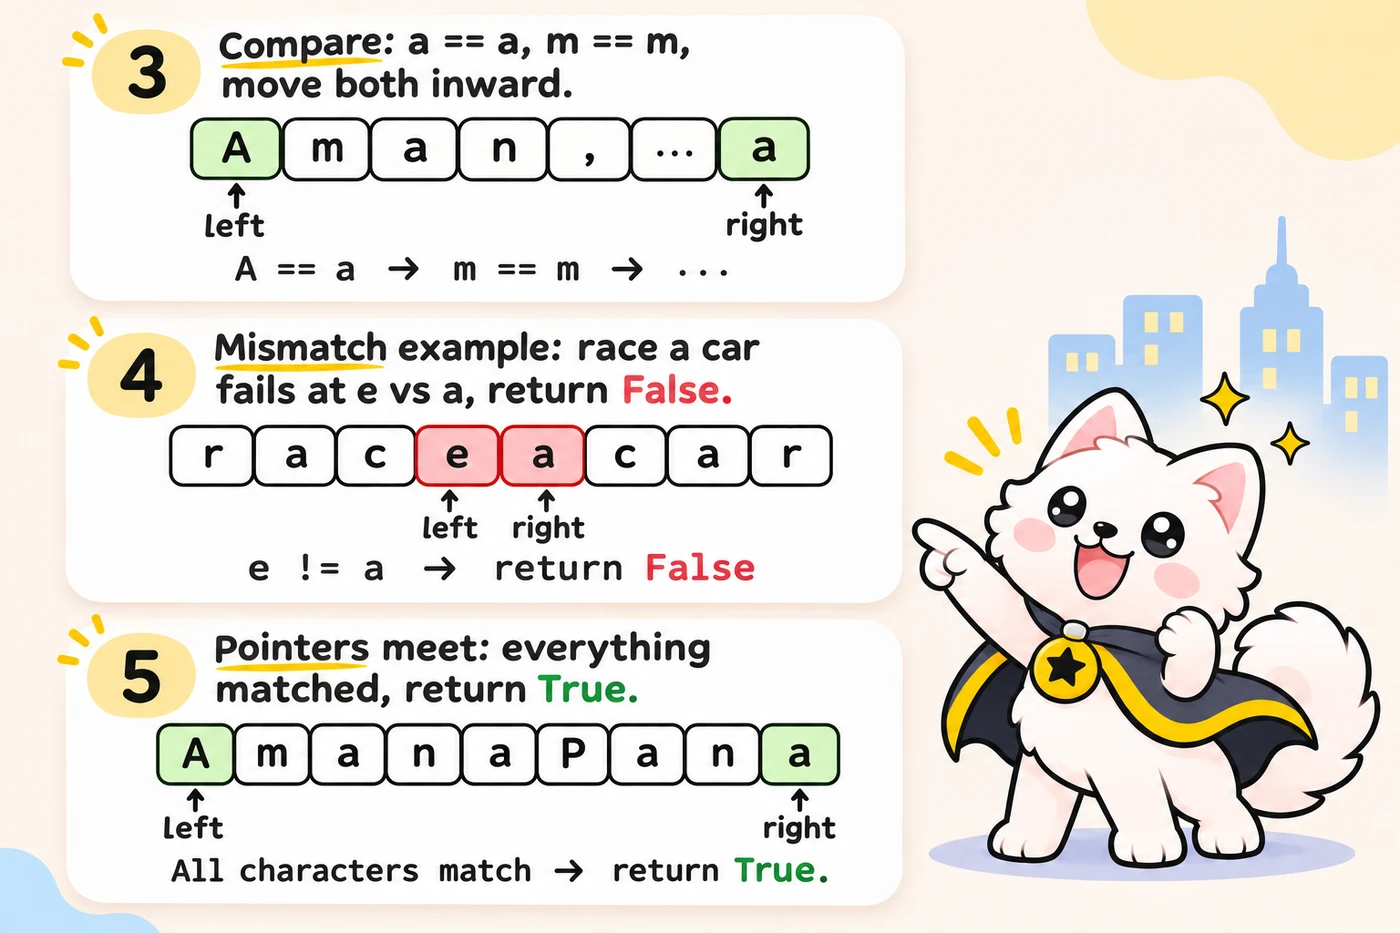 3
Compare: a == a, m == m,
move both inward.
A m a n , ... a
left right
A == a → m == m → ...
4
Mismatch example: race a car
fails at e vs a, return False.
r a c e a c a r
left right
e != a → return False
5
Pointers meet: everything
matched, return True.
A m a n a P a n a
left right
All characters match → return True.